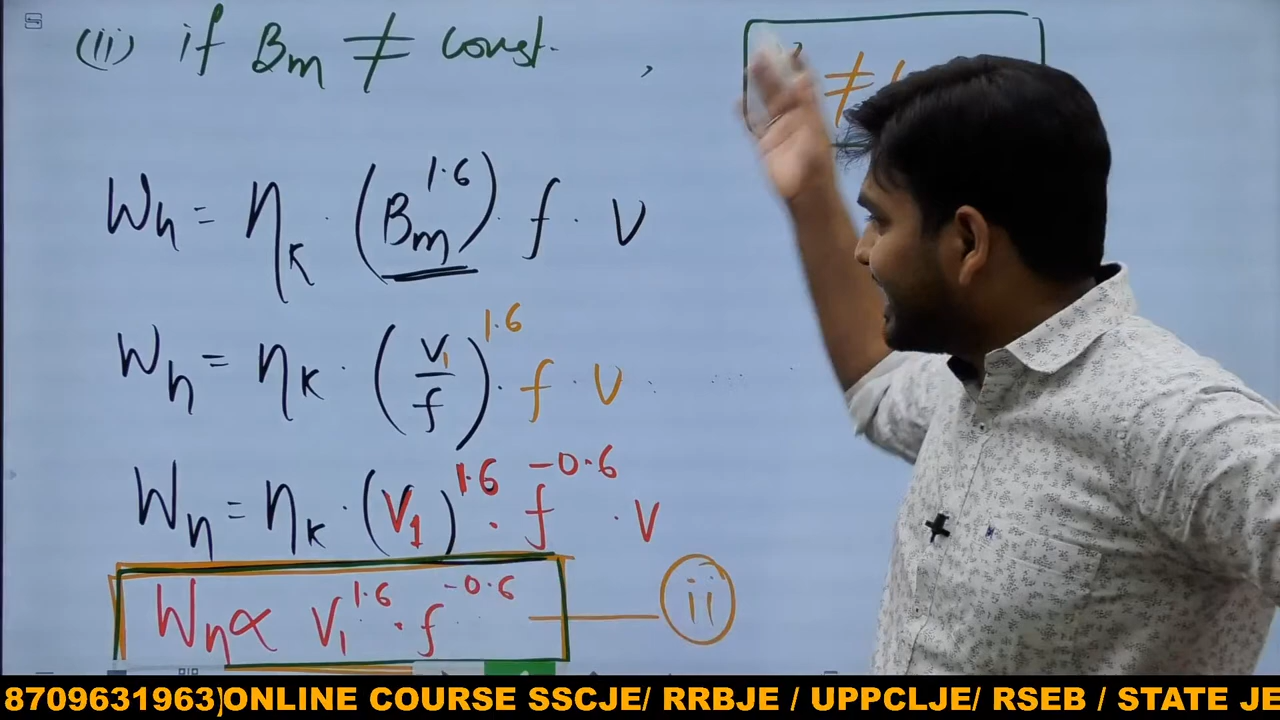 (ii) if Bm ≠ const. , ≠
Wh = ηk · (Bm^1.6) · f · V
Wh = ηk · (V1/f)^1.6 · f · V
Wh = ηk · (V1)^1.6 · f^-0.6 · V
Wh ∝ V1^1.6 · f^-0.6 — ii
8709631963)ONLINE COURSE SSCJE/ RRBJE / UPPCLJE/ RSEB / STATE JE